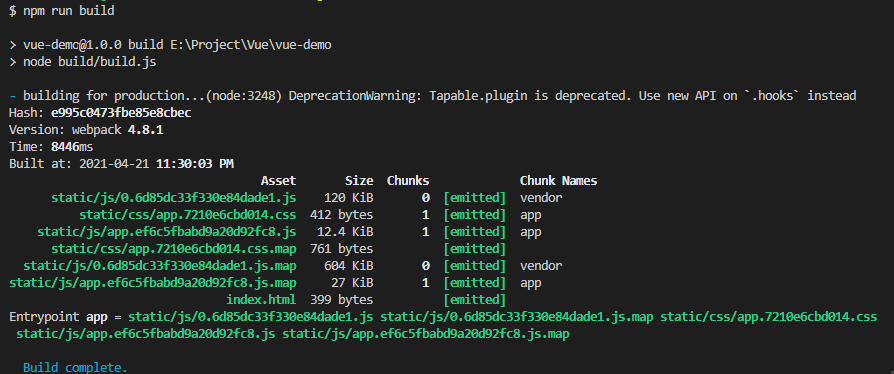 $ npm run build
> vue-demo@1.0.0 build E:\Project\Vue\vue-demo
> node build/build.js
- building for production...(node:3248) DeprecationWarning: Tapable.plugin is deprecated. Use new API on `.hooks` instead
Hash: e995c0473fbe85e8cbec
Version: webpack 4.8.1
Time: 8446ms
Built at: 2021-04-21 11:30:03 PM
Asset Size Chunks Chunk Names
static/js/0.6d85dc33f330e84dade1.js 120 KiB 0 [emitted] vendor
static/css/app.7210e6cbd014.css 412 bytes 1 [emitted] app
static/js/app.ef6c5fbabd9a20d92fc8.js 12.4 KiB 1 [emitted] app
static/css/app.7210e6cbd014.css.map 761 bytes [emitted]
static/js/0.6d85dc33f330e84dade1.js.map 604 KiB 0 [emitted] vendor
static/js/app.ef6c5fbabd9a20d92fc8.js.map 27 KiB 1 [emitted] app
index.html 399 bytes [emitted]
Entrypoint app = static/js/0.6d85dc33f330e84dade1.js static/js/0.6d85dc33f330e84dade1.js.map static/css/app.7210e6cbd014.css
static/js/app.ef6c5fbabd9a20d92fc8.js static/js/app.ef6c5fbabd9a20d92fc8.js.map
Build complete.